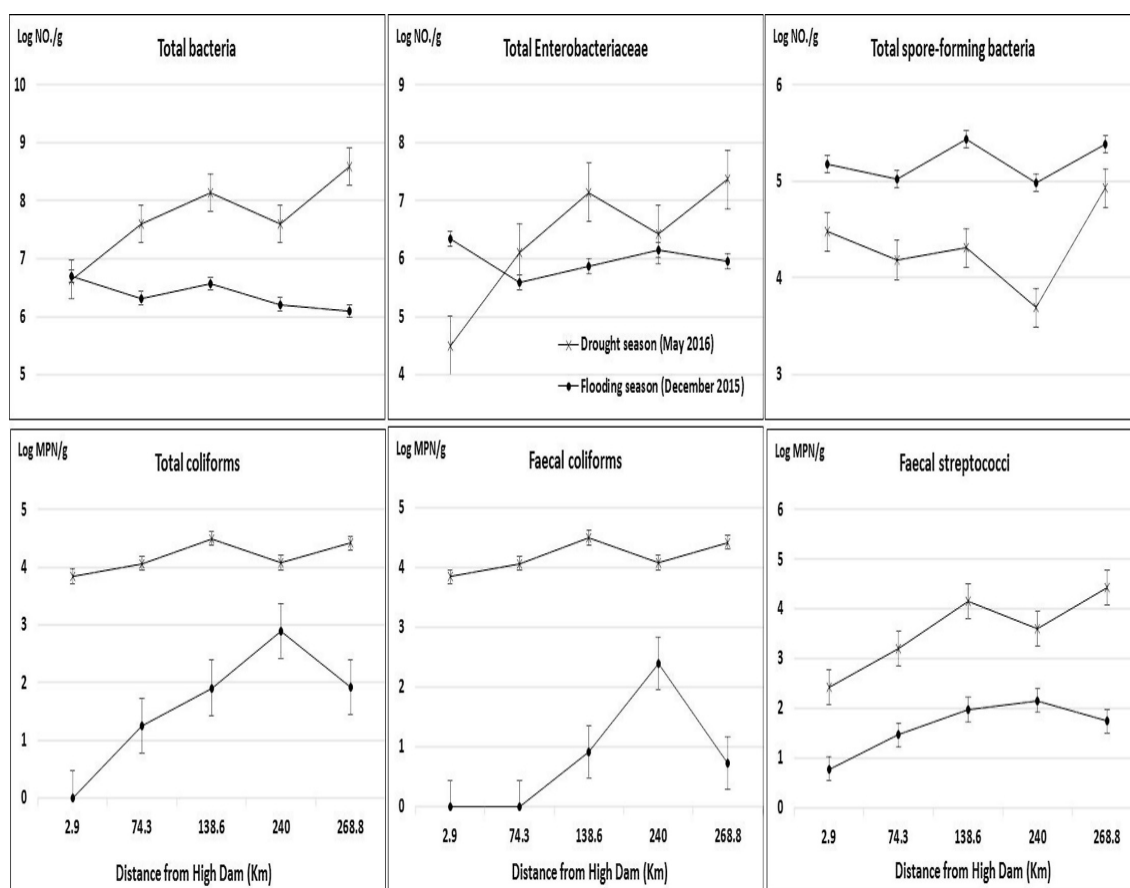 Log NO./g
Total bacteria
10
9
8
7
6
5
Log NO./g
Total Enterobacteriaceae
9
8
7
6
5
4
Drought season (May 2016)
Flooding season (December 2015)
Log NO./g
Total spore-forming bacteria
6
5
4
3
Log MPN/g
Total coliforms
5
4
3
2
1
0
2.9 74.3 138.6 240 268.8
Distance from High Dam (Km)
Log MPN/g
Faecal coliforms
5
4
3
2
1
0
2.9 74.3 138.6 240 268.8
Distance from High Dam (Km)
Log MPN/g
Faecal streptococci
6
5
4
3
2
1
0
2.9 74.3 138.6 240 268.8
Distance from High Dam (Km)